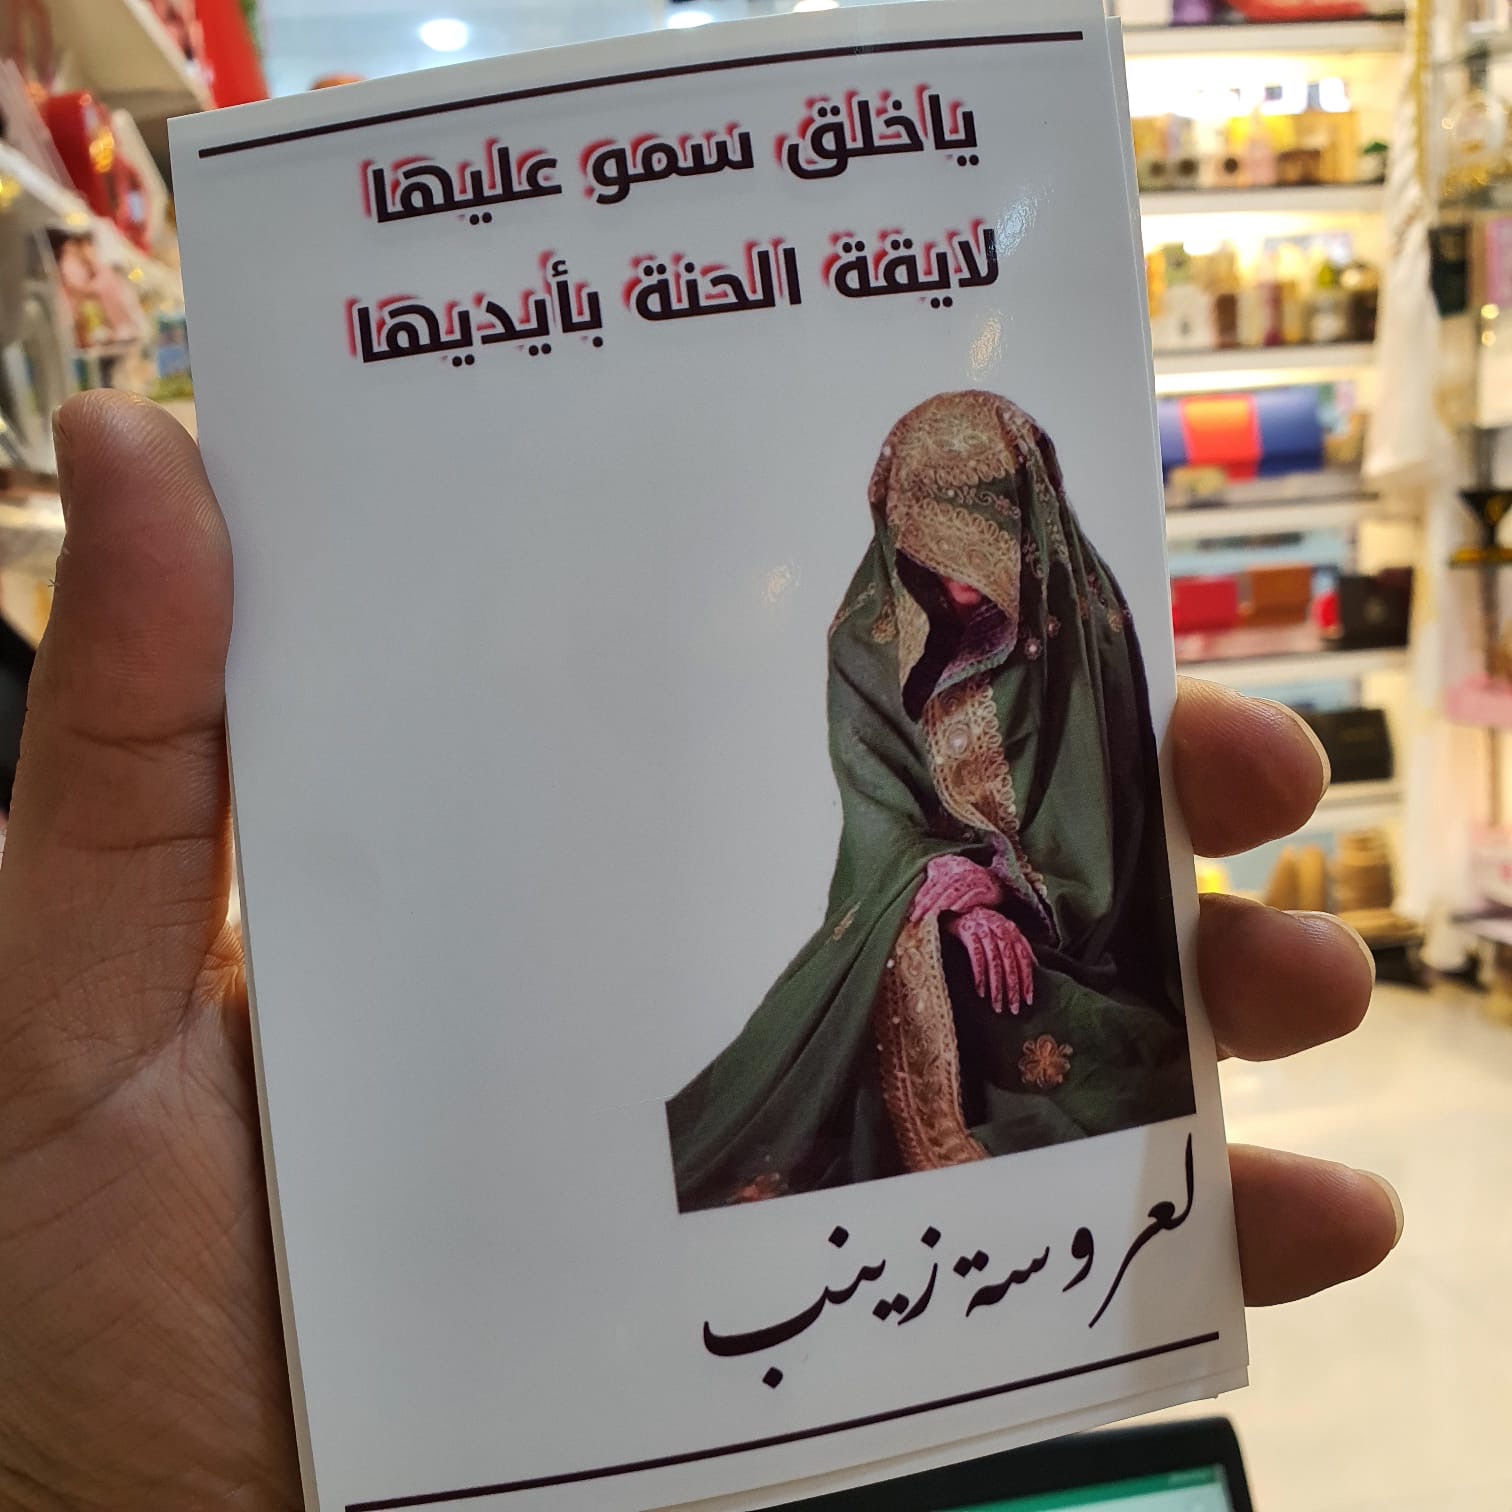 ياخلق سمو عليها
لايقة الحنة بأيديها
لعروسة زينب